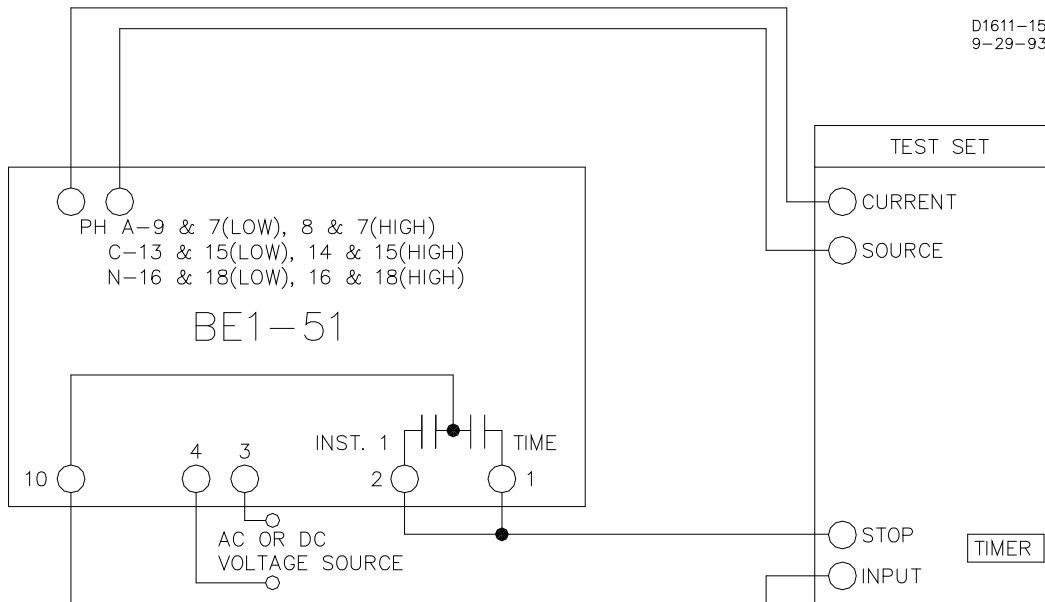 D1611-15
9-29-93
TEST SET
CURRENT
SOURCE
PH A-9 & 7(LOW), 8 & 7(HIGH)
C-13 & 15(LOW), 14 & 15(HIGH)
N-16 & 18(LOW), 16 & 18(HIGH)
BE1-51
INST. 1
TIME
10
4
3
2
1
AC OR DC
VOLTAGE SOURCE
STOP
TIMER
INPUT